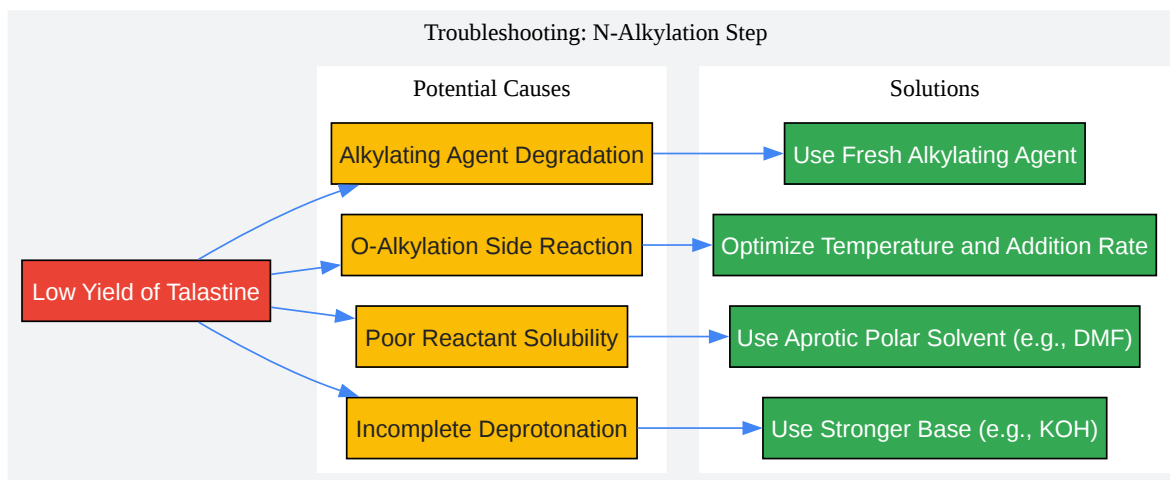 Troubleshooting: N-Alkylation Step
Potential Causes
Solutions
Low Yield of Talastine
Alkylating Agent Degradation
Use Fresh Alkylating Agent
O-Alkylation Side Reaction
Optimize Temperature and Addition Rate
Poor Reactant Solubility
Use Aprotic Polar Solvent (e.g., DMF)
Incomplete Deprotonation
Use Stronger Base (e.g., KOH)